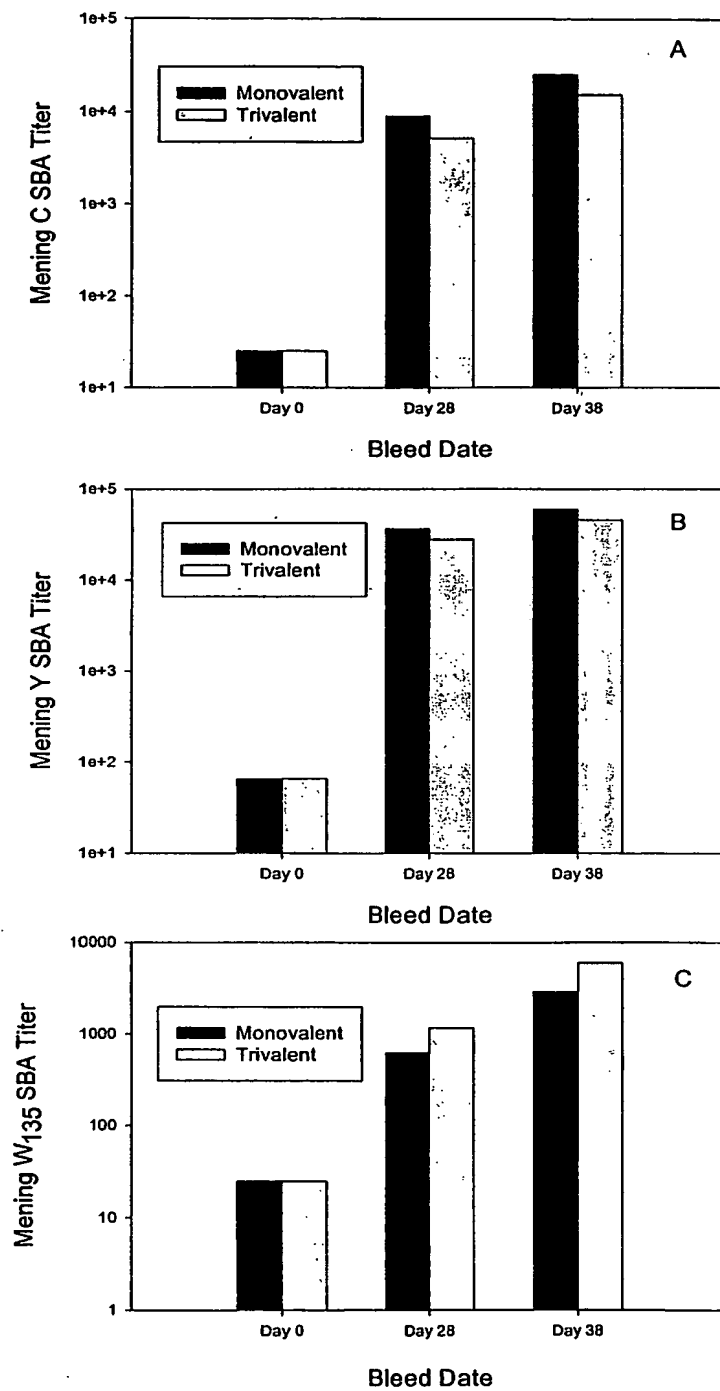 A
Mening C SBA Titer
1e+5
1e+4
1e+3
1e+2
1e+1
Monovalent
Trivalent
Day 0 Day 28 Day 38
Bleed Date
B
Mening Y SBA Titer
1e+5
1e+4
1e+3
1e+2
1e+1
Monovalent
Trivalent
Day 0 Day 28 Day 38
Bleed Date
C
Mening W135 SBA Titer
10000
1000
100
10
1
Monovalent
Trivalent
Day 0 Day 28 Day 38
Bleed Date